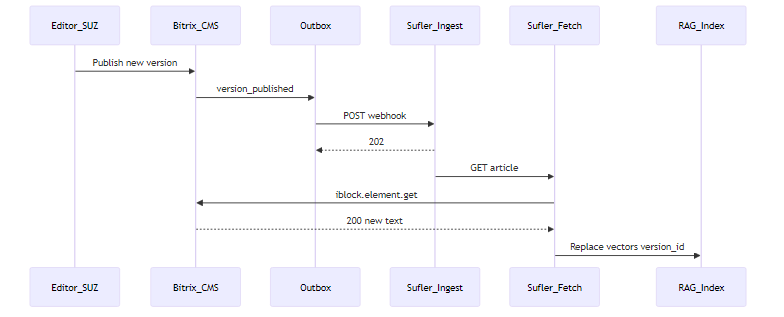 Editor_SUZ
Bitrix_CMS
Outbox
Sufler_Ingest
Sufler_Fetch
RAG_Index
Publish new version
version_published
POST webhook
202
GET article
iblock.element.get
200 new text
Replace vectors version_id
Editor_SUZ
Bitrix_CMS
Outbox
Sufler_Ingest
Sufler_Fetch
RAG_Index